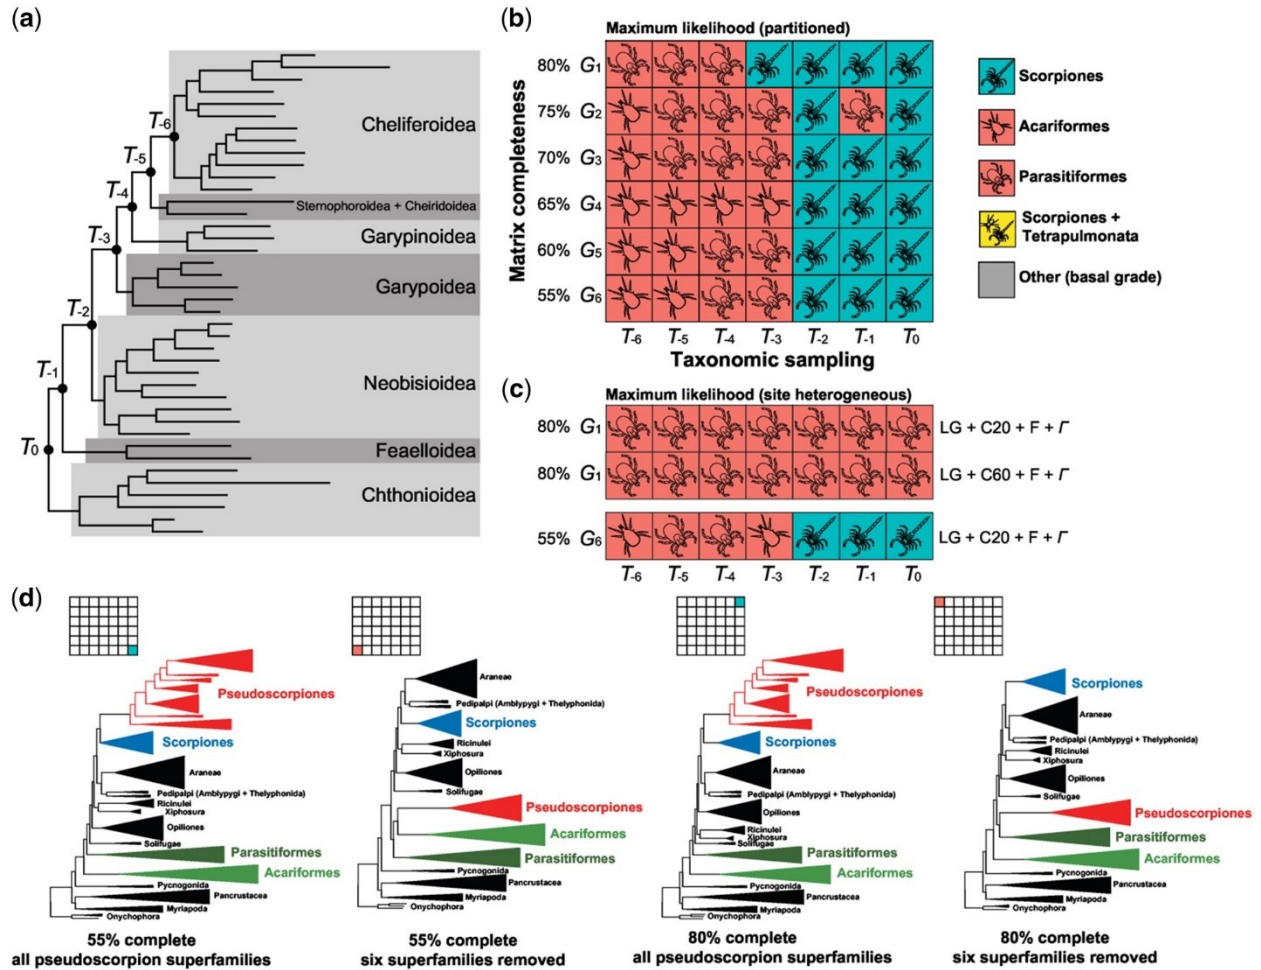 (a)
T-6
Cheliferoidea
T-5
T-4
Sternophoroidea + Cheiridoidea
T-3
Garypinoidea
Garypoidea
T-2
Neobisioidea
T-1
T0
Feaelloidea
Chthonioidea
(b)
Maximum likelihood (partitioned)
Matrix completeness
80% G1
75% G2
70% G3
65% G4
60% G5
55% G6
T-6 T-5 T-4 T-3 T-2 T-1 T0
Taxonomic sampling
Scorpiones
Acariformes
Parasitiformes
Scorpiones +
Tetrapulmonata
Other (basal grade)
(c)
Maximum likelihood (site heterogeneous)
80% G1 LG + C20 + F + Γ
80% G1 LG + C60 + F + Γ
55% G6 LG + C20 + F + Γ
T-6 T-5 T-4 T-3 T-2 T-1 T0
(d)
Pseudoscorpiones
Scorpiones
Araneae
Pedipalpi (Amblypygi + Thelyphonida)
Ricinulei
Xiphosura
Opiliones
Solifugae
Parasitiformes
Acariformes
Pycnogonida
Pancrustacea
Myriapoda
Onychophora
55% complete
all pseudoscorpion superfamilies
Araneae
Pedipalpi (Amblypygi + Thelyphonida)
Scorpiones
Ricinulei
Xiphosura
Opiliones
Solifugae
Pseudoscorpiones
Acariformes
Parasitiformes
Pycnogonida
Pancrustacea
Myriapoda
Onychophora
55% complete
six superfamilies removed
Pseudoscorpiones
Scorpiones
Araneae
Pedipalpi (Amblypygi + Thelyphonida)
Opiliones
Ricinulei
Xiphosura
Solifugae
Parasitiformes
Acariformes
Pycnogonida
Pancrustacea
Myriapoda
Onychophora
80% complete
all pseudoscorpion superfamilies
Scorpiones
Araneae
Pedipalpi (Amblypygi + Thelyphonida)
Ricinulei
Xiphosura
Opiliones
Solifugae
Pseudoscorpiones
Parasitiformes
Acariformes
Pycnogonida
Pancrustacea
Myriapoda
Onychophora
80% complete
six superfamilies removed